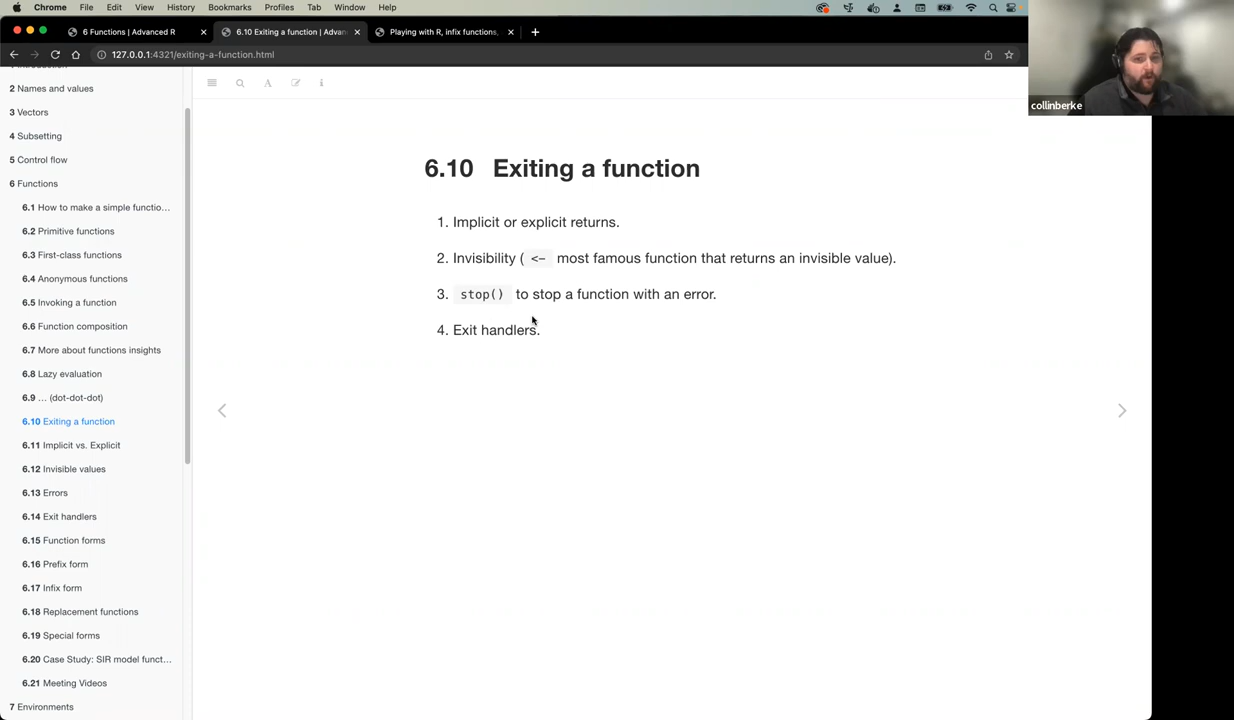 Chrome File Edit View History Bookmarks Profiles Tab Window Help
6 Functions | Advanced R
6.10 Exiting a function | Advan
Playing with R, infix functions,
127.0.0.1:4321/exiting-a-function.html
collinberke
2 Names and values
3 Vectors
4 Subsetting
5 Control flow
6 Functions
6.1 How to make a simple functio…
6.2 Primitive functions
6.3 First-class functions
6.4 Anonymous functions
6.5 Invoking a function
6.6 Function composition
6.7 More about functions insights
6.8 Lazy evaluation
6.9 … (dot-dot-dot)
6.10 Exiting a function
6.11 Implicit vs. Explicit
6.12 Invisible values
6.13 Errors
6.14 Exit handlers
6.15 Function forms
6.16 Prefix form
6.17 Infix form
6.18 Replacement functions
6.19 Special forms
6.20 Case Study: SIR model funct…
6.21 Meeting Videos
7 Environments
A
6.10 Exiting a function
1. Implicit or explicit returns.
2. Invisibility ( <- most famous function that returns an invisible value).
3. stop() to stop a function with an error.
4. Exit handlers.